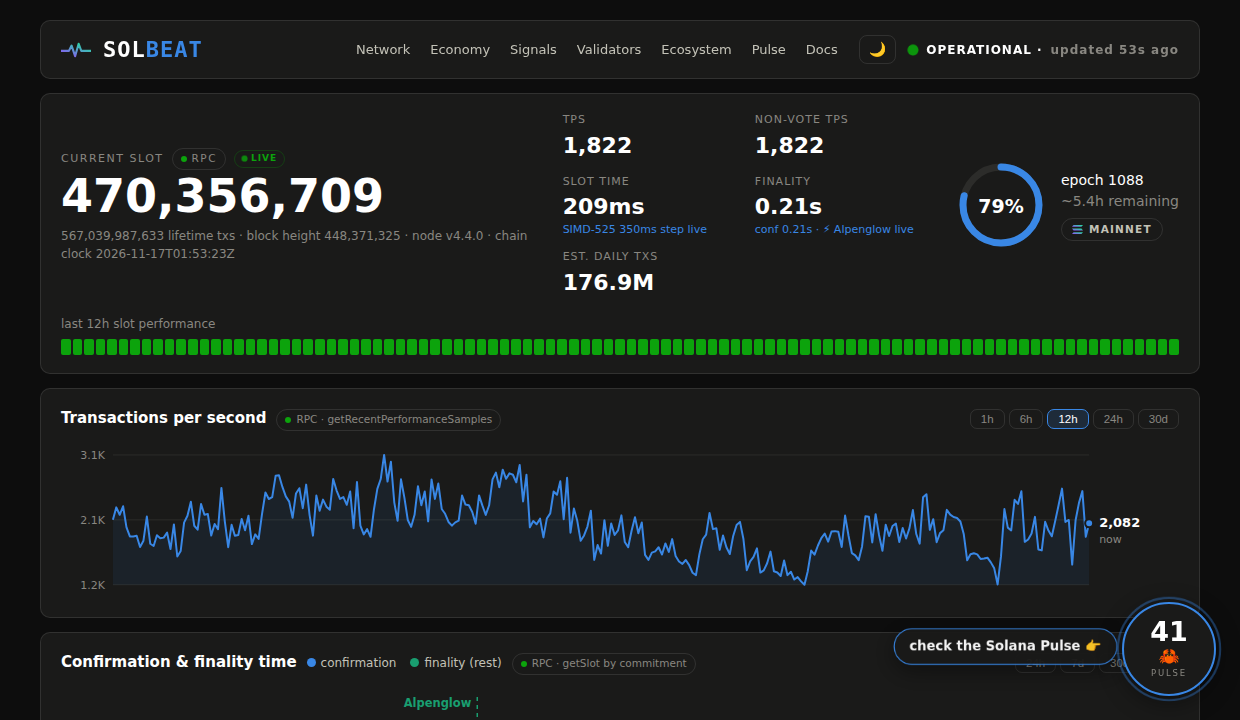 SOLBEAT
Network Economy Signals Validators Ecosystem Pulse Docs
OPERATIONAL · updated 53s ago
CURRENT SLOT RPC LIVE
470,356,709
567,039,987,633 lifetime txs · block height 448,371,325 · node v4.4.0 · chain
clock 2026-11-17T01:53:23Z
TPS
1,822
NON-VOTE TPS
1,822
SLOT TIME
209ms
SIMD-525 350ms step live
FINALITY
0.21s
conf 0.21s · ⚡ Alpenglow live
EST. DAILY TXS
176.9M
79%
epoch 1088
~5.4h remaining
MAINNET
last 12h slot performance
Transactions per second RPC · getRecentPerformanceSamples
1h 6h 12h 24h 30d
3.1K
2.1K
1.2K
2,082
now
Confirmation & finality time confirmation finality (rest) RPC · getSlot by commitment
Alpenglow
check the Solana Pulse 👉
41
PULSE